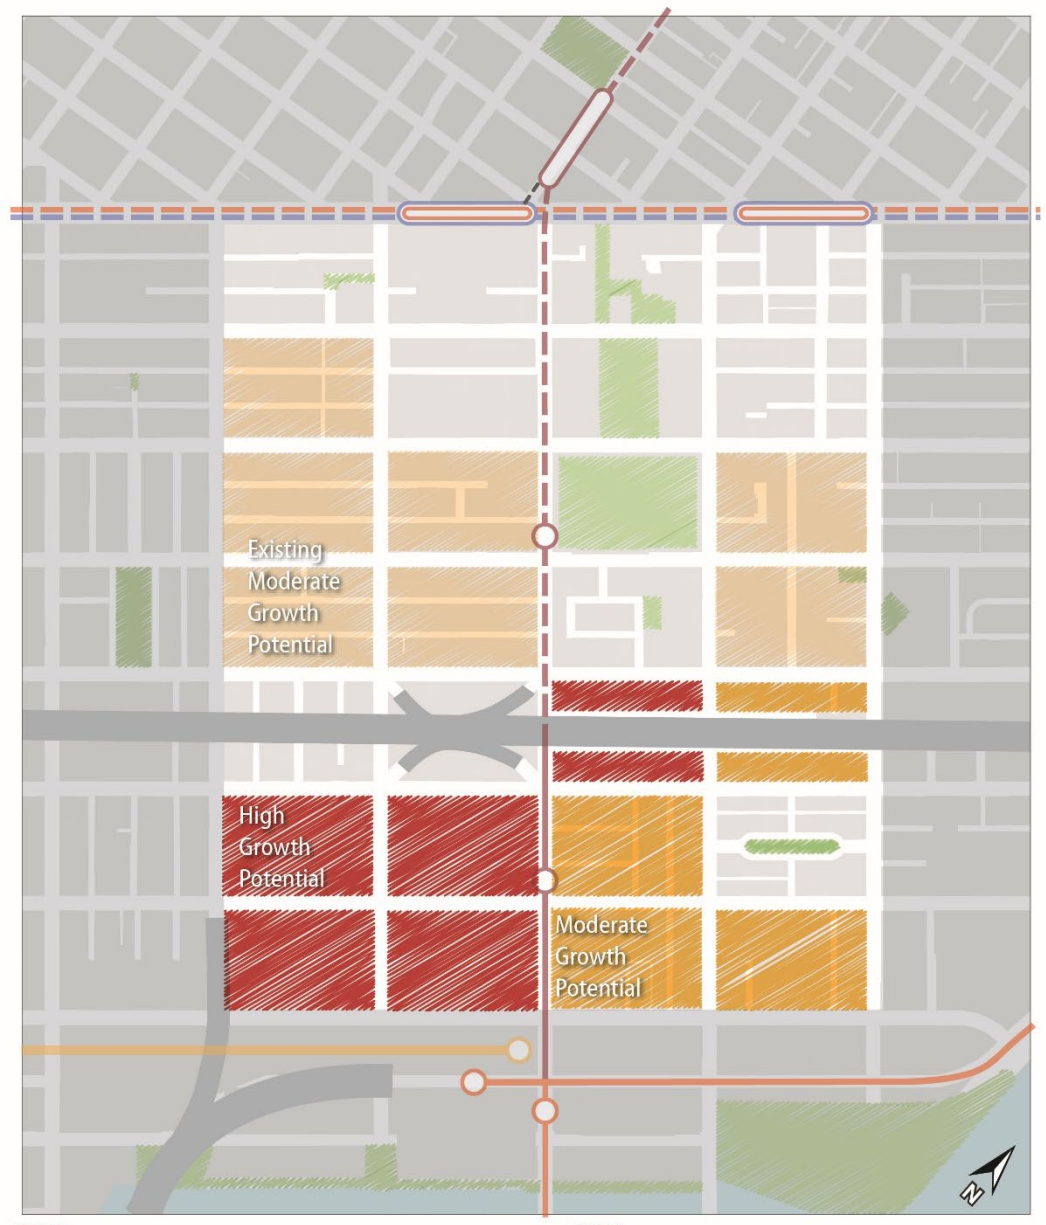 Existing
Moderate
Growth
Potential
High
Growth
Potential
Moderate
Growth
Potential
N